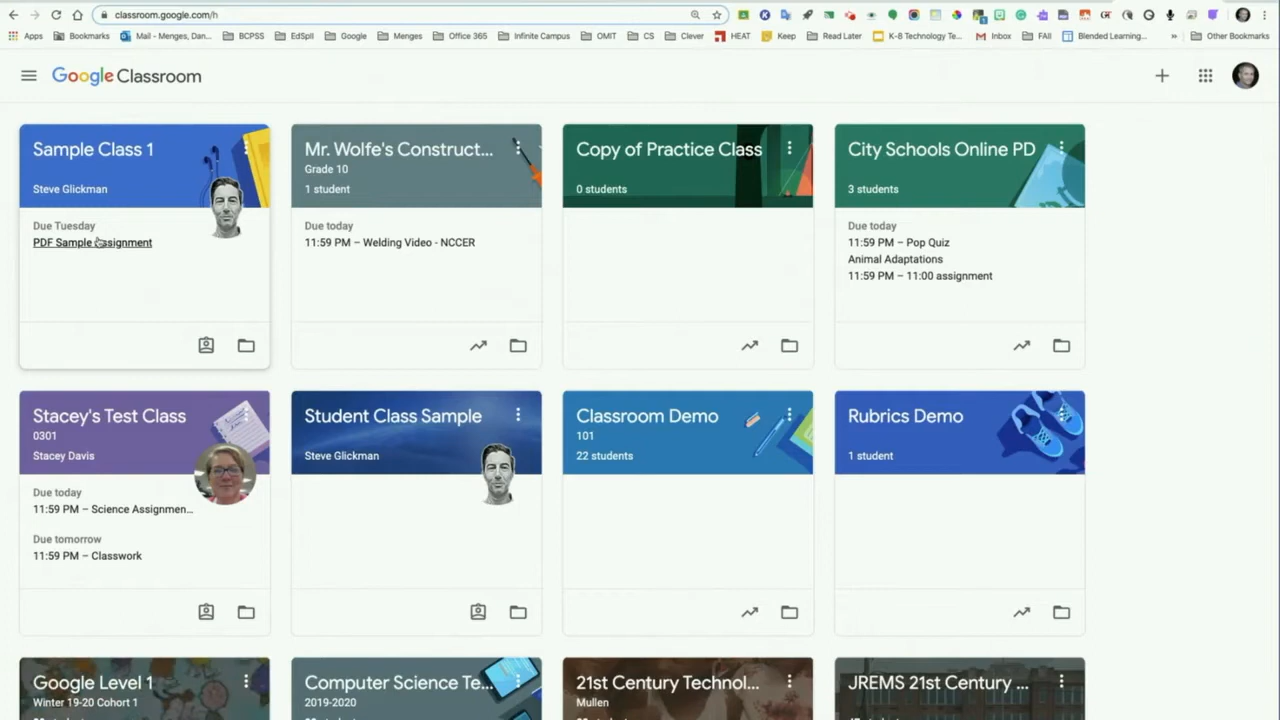 classroom.google.com/h
Apps
Bookmarks
Mail - Menges, Dan...
BCPSS
EdSpll
Google
Menges
Office 365
Infinite Campus
OMIT
CS
Clever
HEAT
Keep
Read Later
K-8 Technology Te...
Inbox
FAll
Blended Learning...
»
Other Bookmarks
Google Classroom
Sample Class 1
Steve Glickman
Due Tuesday
PDF Sample Assignment
Mr. Wolfe's Construct...
Grade 10
1 student
Due today
11:59 PM – Welding Video - NCCER
Copy of Practice Class
0 students
City Schools Online PD
3 students
Due today
11:59 PM – Pop Quiz
Animal Adaptations
11:59 PM – 11:00 assignment
Stacey's Test Class
0301
Stacey Davis
Due today
11:59 PM – Science Assignmen...
Due tomorrow
11:59 PM – Classwork
Student Class Sample
Steve Glickman
Classroom Demo
101
22 students
Rubrics Demo
1 student
Google Level 1
Winter 19-20 Cohort 1
Computer Science Te...
2019-2020
21st Century Technol...
Mullen
JREMS 21st Century ...